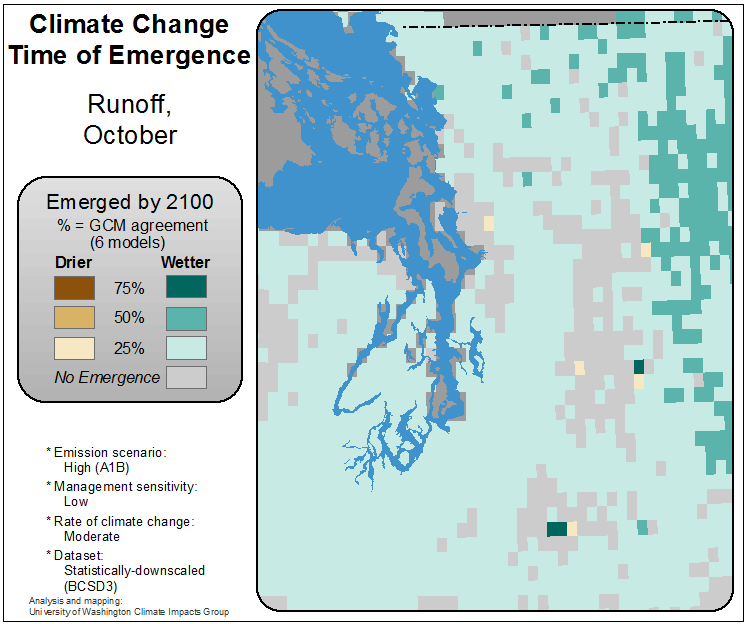 Climate Change
Time of Emergence
Runoff,
October
Emerged by 2100
% = GCM agreement
(6 models)
Drier Wetter
75%
50%
25%
No Emergence
* Emission scenario:
High (A1B)
* Management sensitivity:
Low
* Rate of climate change:
Moderate
* Dataset:
Statistically-downscaled
(BCSD3)
Analysis and mapping:
University of Washington Climate Impacts Group